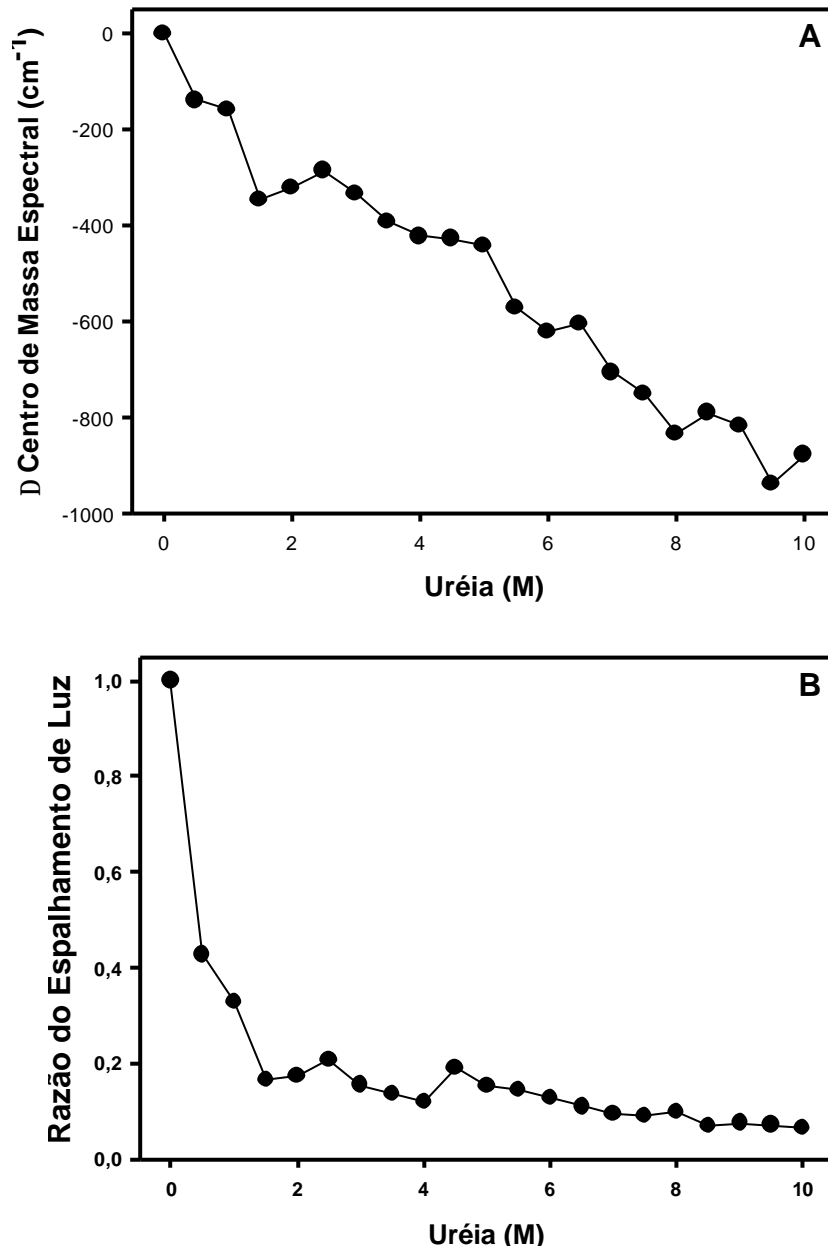 A
Δ Centro de Massa Espectral (cm⁻¹)
0
-200
-400
-600
-800
-1000
0 2 4 6 8 10
Uréia (M)
B
Razão do Espalhamento de Luz
1,0
0,8
0,6
0,4
0,2
0,0
0 2 4 6 8 10
Uréia (M)